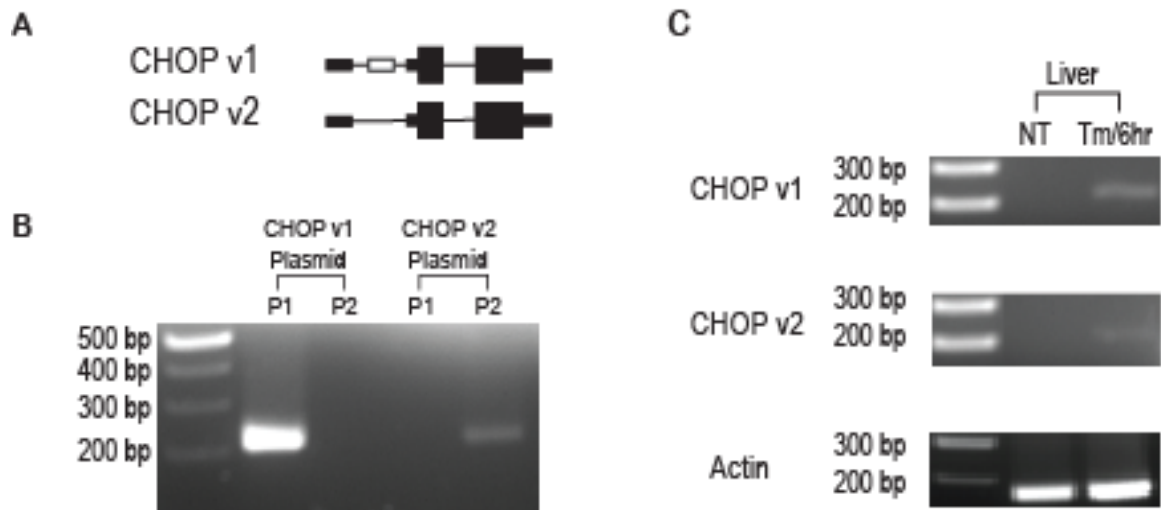 A
CHOP v1
CHOP v2
B
CHOP v1 CHOP v2
Plasmid Plasmid
P1 P2 P1 P2
500 bp
400 bp
300 bp
200 bp
C
Liver
NT Tm/6hr
CHOP v1
300 bp
200 bp
CHOP v2
300 bp
200 bp
Actin
300 bp
200 bp